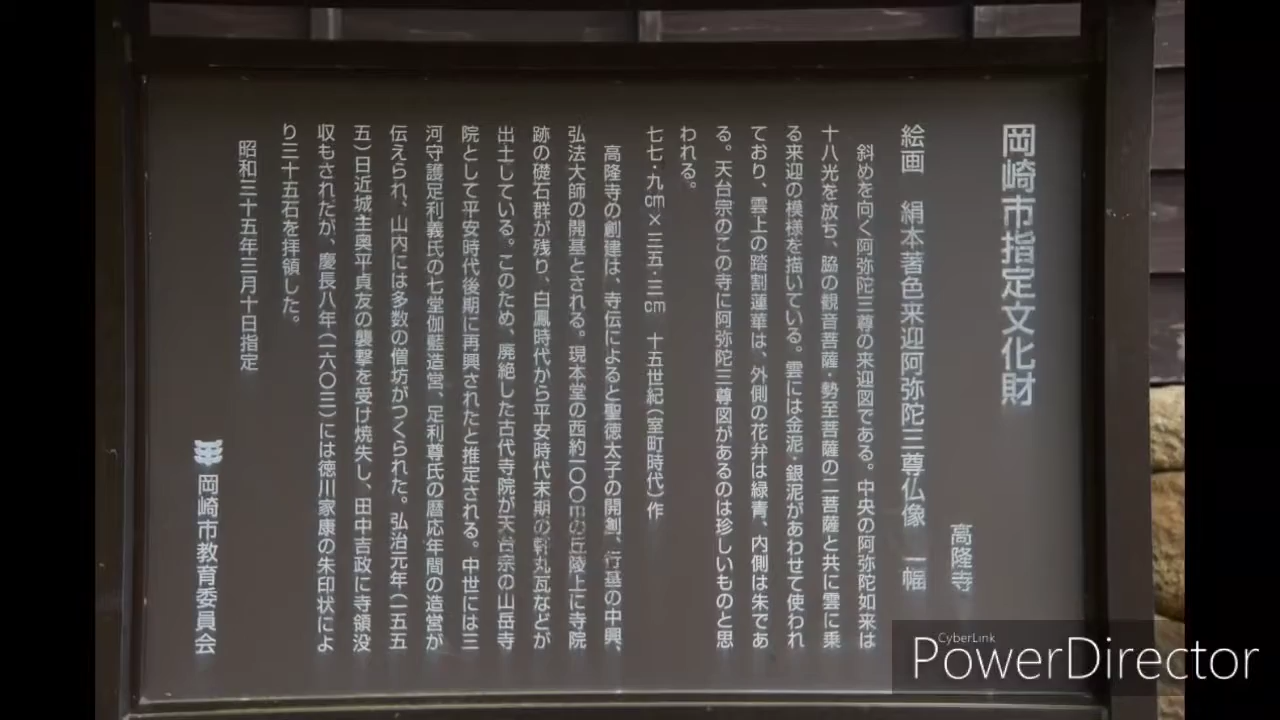 岡崎市指定文化財
高隆寺
絵画　絹本著色来迎阿弥陀三尊仏像　一幅
斜めを向く阿弥陀三尊の来迎図である。中央の阿弥陀如来は
十八光を放ち、脇の観音菩薩・勢至菩薩の二菩薩と共に雲に乗
る来迎の模様を描いている。雲には金泥・銀泥があわせて使われ
ており、雲上の踏割蓮華は、外側の花弁は緑青、内側は朱であ
る。天台宗のこの寺に阿弥陀三尊図があるのは珍しいものと思
われる。
七七・九cm×三五・三cm　十五世紀（室町時代）作
高隆寺の創建は、寺伝によると聖徳太子の開創、行基の中興、
弘法大師の開基とされる。現本堂の西約一〇〇mの丘陵上に寺院
跡の礎石群が残り、白鳳時代から平安時代末期の軒丸瓦などが
出土している。このため、廃絶した古代寺院が天台宗の山岳寺
院として平安時代後期に再興されたと推定される。中世には三
河守護足利義氏の七堂伽藍造営、足利尊氏の暦応年間の造営が
伝えられ、山内には多数の僧坊がつくられた。弘治元年（一五五
五）日近城主奥平貞友の襲撃を受け焼失し、田中吉政に寺領没
収もされたが、慶長八年（一六〇三）には徳川家康の朱印状によ
り三十五石を拝領した。
昭和三十五年三月十日指定
岡崎市教育委員会
CyberLink
PowerDirector